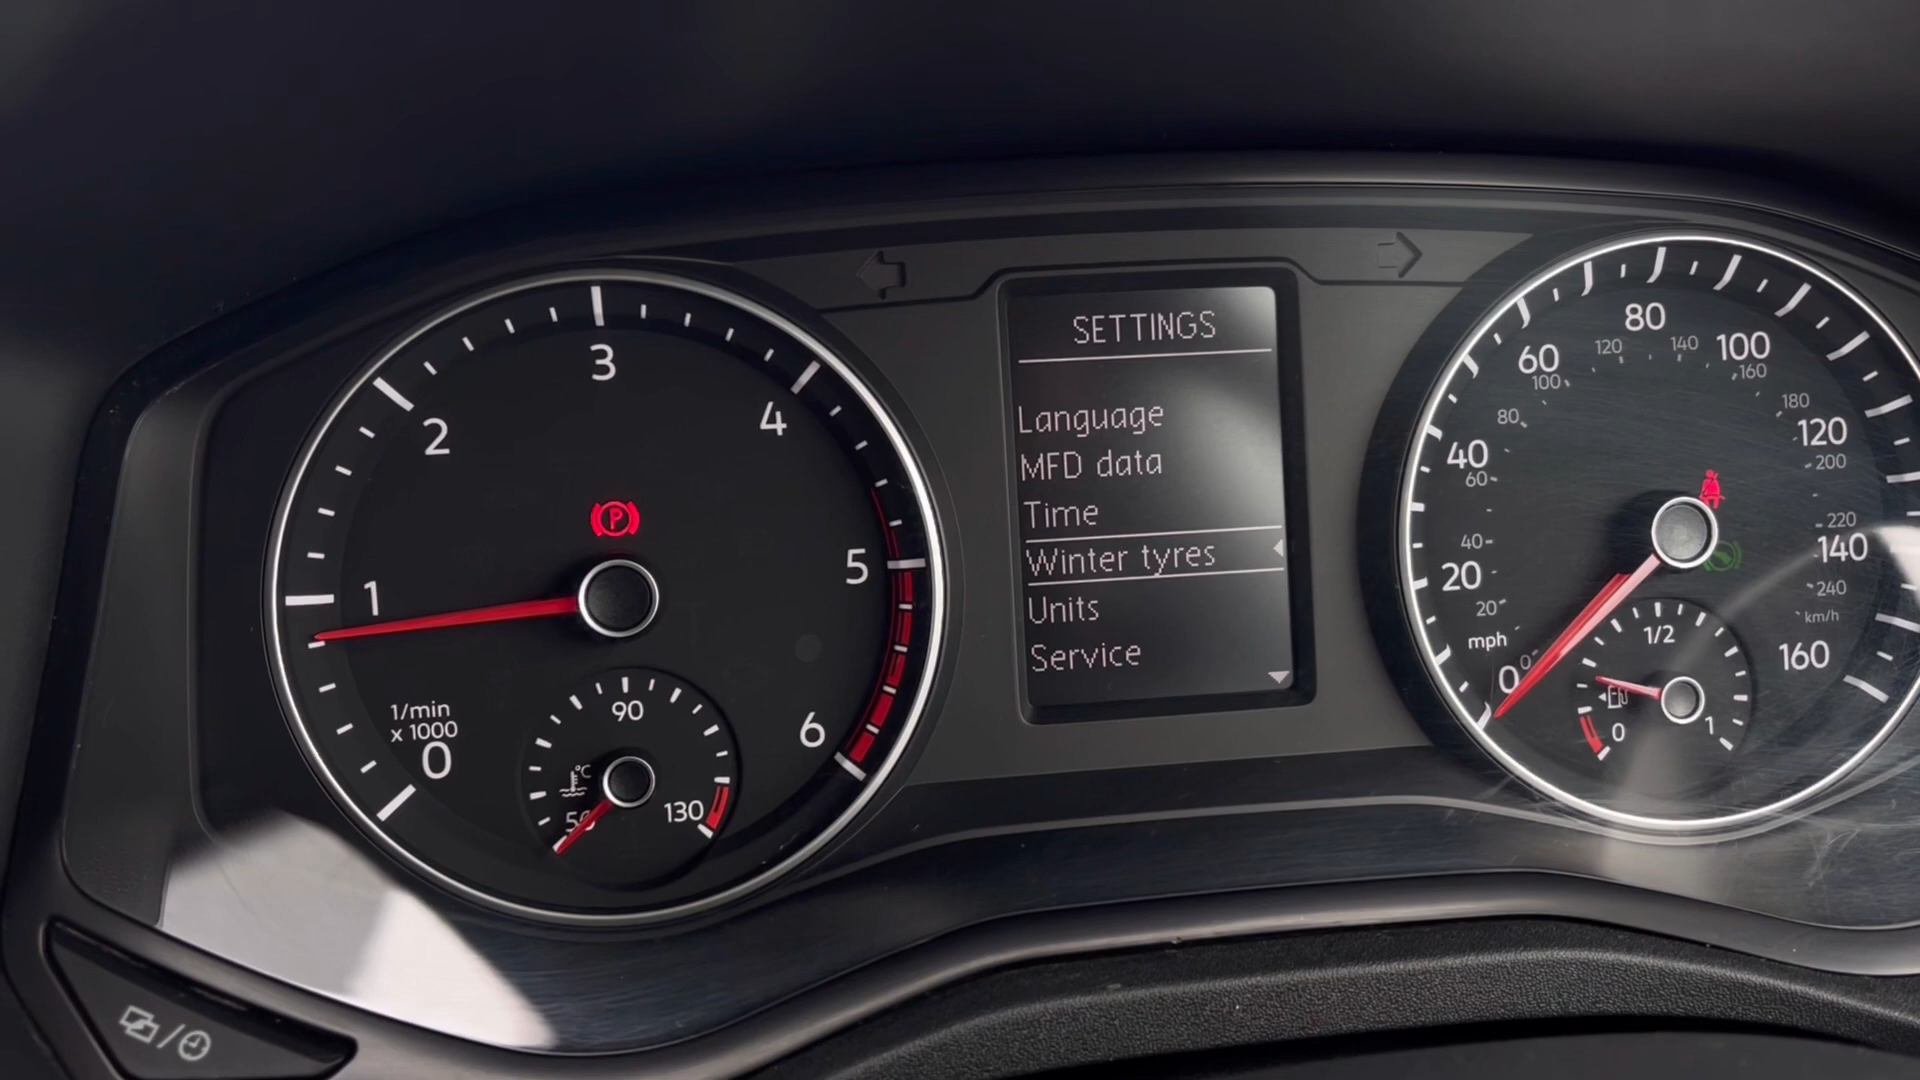 3
2
4
1
5
1/min
x 1000
0
6
90
°C
50
130
P
SETTINGS
Language
MFD data
Time
Winter tyres
Units
Service
80
60
100
120
140
100
160
80
180
120
40
200
60
220
40
140
20
240
20
km/h
mph
0
0
160
1/2
0
1